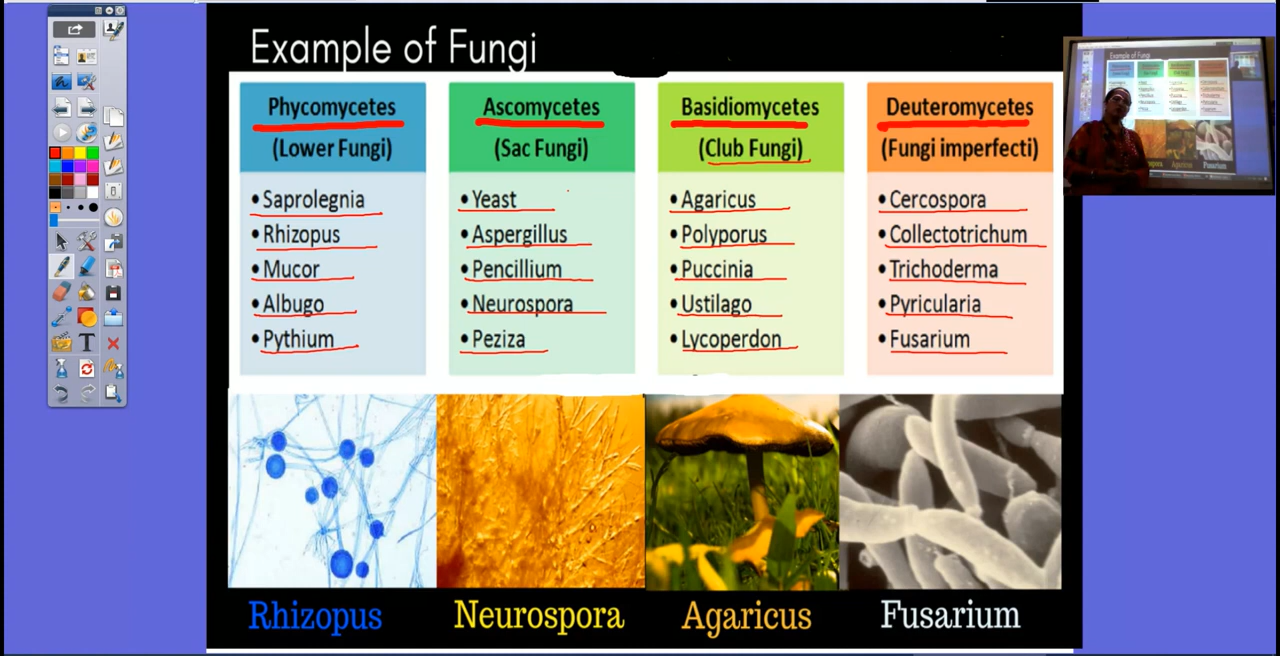 Example of Fungi
Phycomycetes
(Lower Fungi)
• Saprolegnia
• Rhizopus
• Mucor
• Albugo
• Pythium
Ascomycetes
(Sac Fungi)
• Yeast
• Aspergillus
• Pencillium
• Neurospora
• Peziza
Basidiomycetes
(Club Fungi)
• Agaricus
• Polyporus
• Puccinia
• Ustilago
• Lycoperdon
Deuteromycetes
(Fungi imperfecti)
• Cercospora
• Collectotrichum
• Trichoderma
• Pyricularia
• Fusarium
Rhizopus
Neurospora
Agaricus
Fusarium